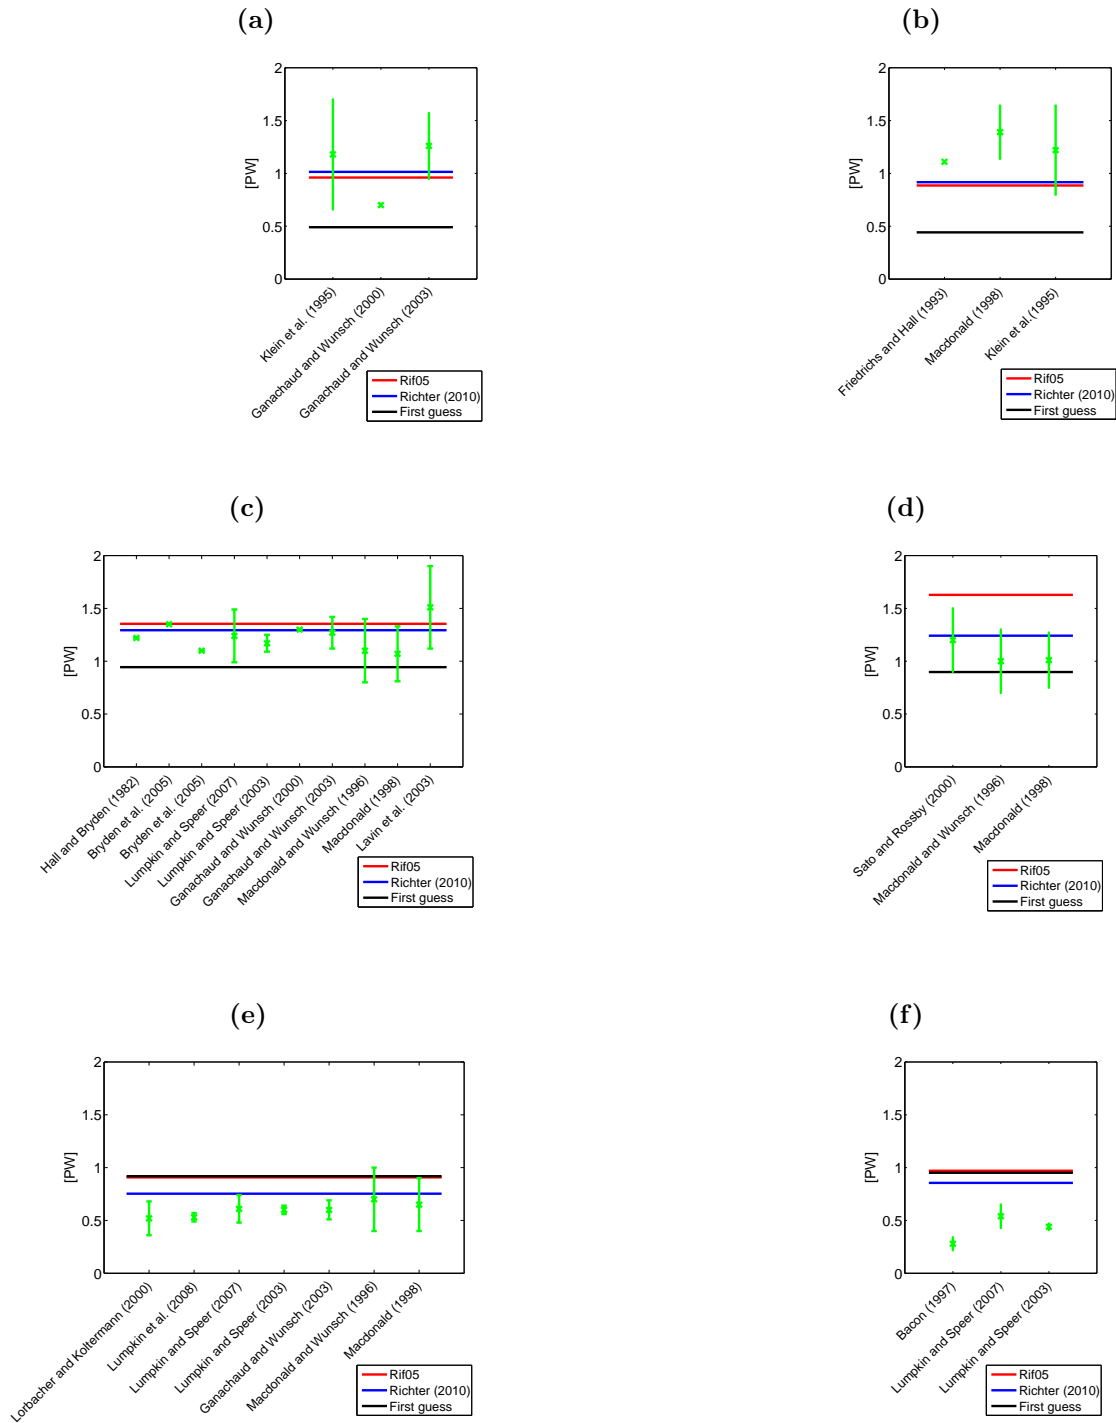 (a)
2
1.5
1
0.5
0
[PW]
Klein et al. (1995)
Ganachaud and Wunsch (2000)
Ganachaud and Wunsch (2003)
Rif05
Richter (2010)
First guess
(b)
2
1.5
1
0.5
0
[PW]
Friedrichs and Hall (1993)
Macdonald (1998)
Klein et al.(1995)
Rif05
Richter (2010)
First guess
(c)
2
1.5
1
0.5
0
[PW]
Hall and Bryden (1982)
Bryden et al. (2005)
Bryden et al. (2005)
Lumpkin and Speer (2007)
Lumpkin and Speer (2003)
Ganachaud and Wunsch (2000)
Ganachaud and Wunsch (2003)
Macdonald and Wunsch (1996)
Macdonald (1998)
Lavin et al. (2003)
Rif05
Richter (2010)
First guess
(d)
2
1.5
1
0.5
0
[PW]
Sato and Rossby (2000)
Macdonald and Wunsch (1996)
Macdonald (1998)
Rif05
Richter (2010)
First guess
(e)
2
1.5
1
0.5
0
[PW]
Lorbacher and Koltermann (2000)
Lumpkin et al. (2008)
Lumpkin and Speer (2007)
Lumpkin and Speer (2003)
Ganachaud and Wunsch (2003)
Macdonald and Wunsch (1996)
Macdonald (1998)
Rif05
Richter (2010)
First guess
(f)
2
1.5
1
0.5
0
[PW]
Bacon (1997)
Lumpkin and Speer (2007)
Lumpkin and Speer (2003)
Rif05
Richter (2010)
First guess